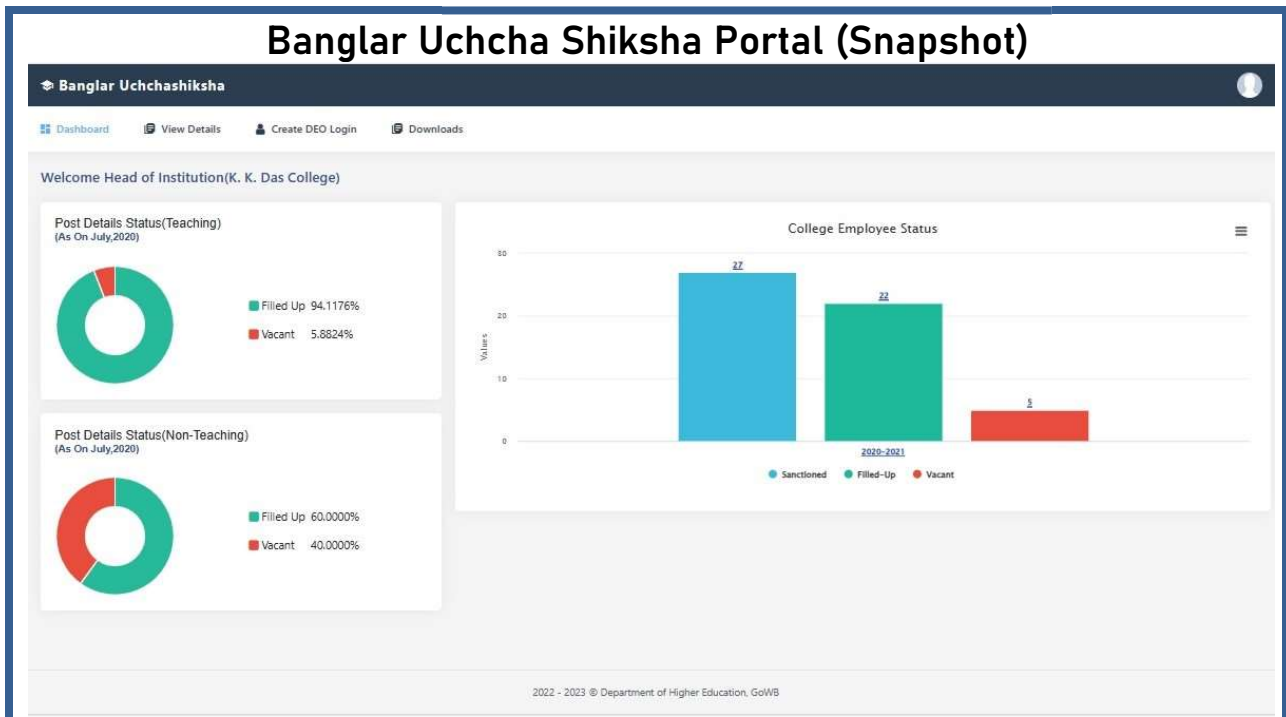 Banglar Uchcha Shiksha Portal (Snapshot)
Banglar Uchchashiksha
Dashboard View Details Create DEO Login Downloads
Welcome Head of Institution(K. K. Das College)
Post Details Status(Teaching)
(As On July,2020)
Filled Up 94.1176%
Vacant 5.8824%
Post Details Status(Non-Teaching)
(As On July,2020)
Filled Up 60.0000%
Vacant 40.0000%
College Employee Status
Values
30
20
10
0
27
22
5
2020-2021
Sanctioned Filled-Up Vacant
2022 - 2023 © Department of Higher Education, GoWB